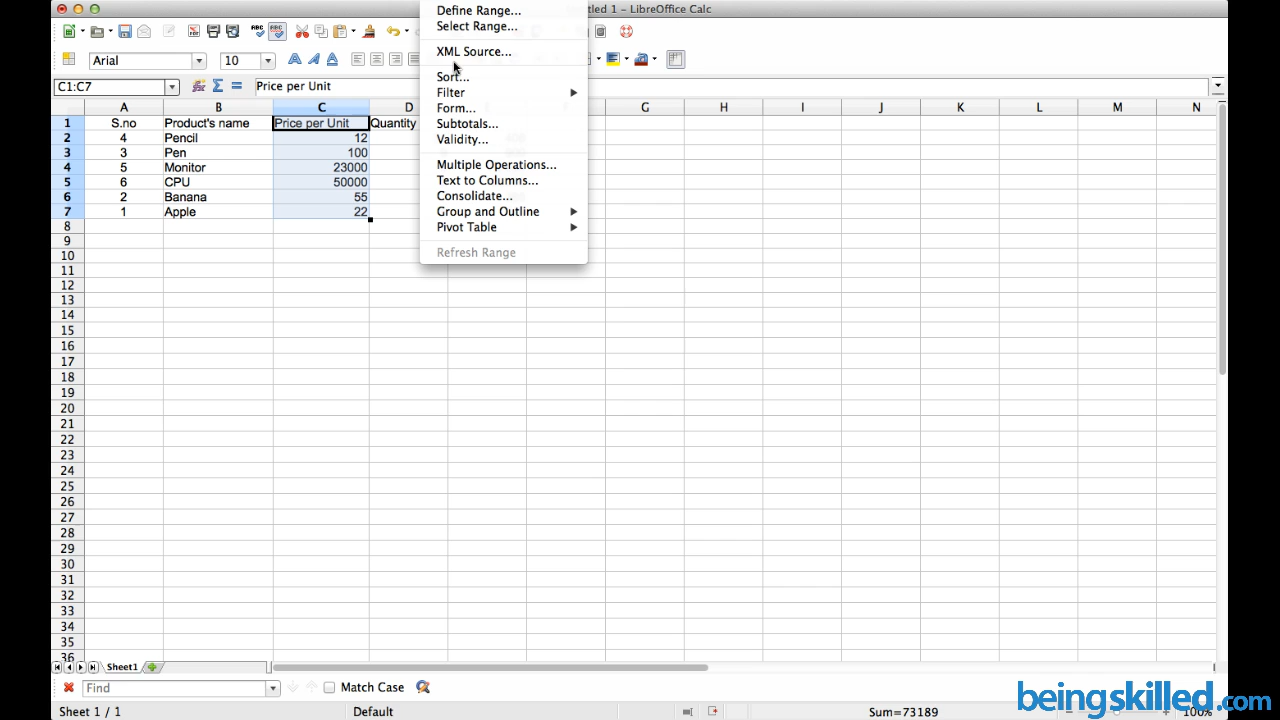 Untitled 1 – LibreOffice Calc
Define Range...
Select Range...
XML Source...
Sort...
Filter
Form...
Subtotals...
Validity...
Multiple Operations...
Text to Columns...
Consolidate...
Group and Outline
Pivot Table
Refresh Range
Arial 10
C1:C7 Price per Unit
A B C D G H I J K L M N
1 S.no Product's name Price per Unit Quantity
2 4 Pencil 12
3 3 Pen 100
4 5 Monitor 23000
5 6 CPU 50000
6 2 Banana 55
7 1 Apple 22
8
9
10
11
12
13
14
15
16
17
18
19
20
21
22
23
24
25
26
27
28
29
30
31
32
33
34
35
36
Sheet1
Find Match Case
Sheet 1 / 1 Default Sum=73189 100%
beingskilled.com